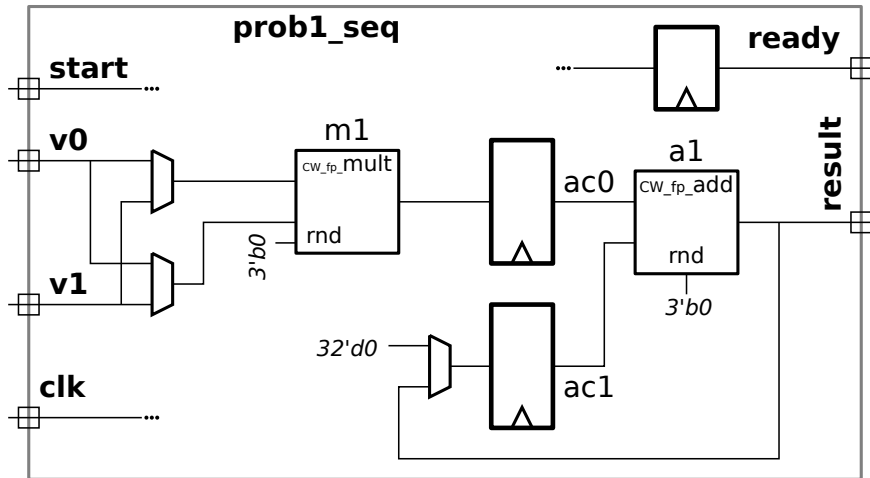 prob1_seq
ready
start
...
...
v0
m1
CW_fp_mult
rnd
3'b0
ac0
a1
CW_fp_add
rnd
3'b0
result
v1
32'd0
ac1
clk
...